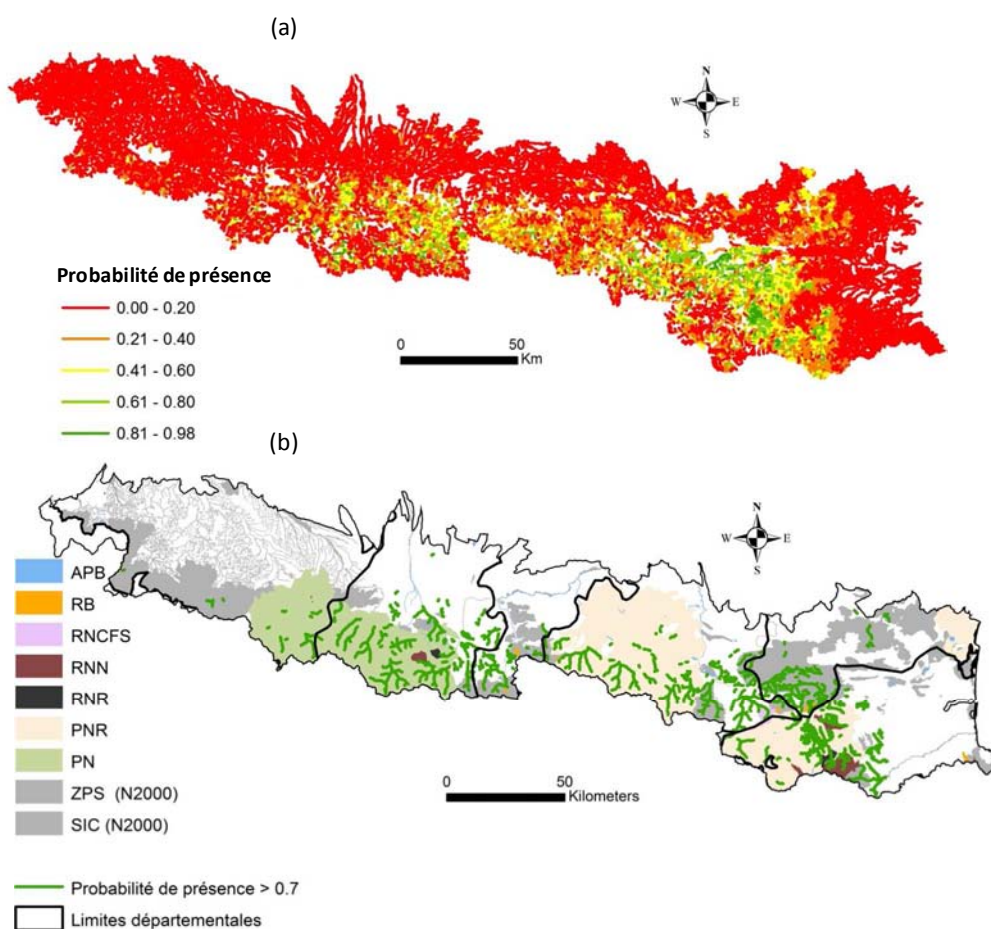 (a)
N
W E
S
Probabilité de présence
0.00 - 0.20
0.21 - 0.40
0.41 - 0.60
0.61 - 0.80
0.81 - 0.98
0 50
Km
(b)
N
W E
S
APB
RB
RNCFS
RNN
RNR
PNR
PN
ZPS (N2000)
SIC (N2000)
0 50
Kilometers
Probabilité de présence > 0.7
Limites départementales